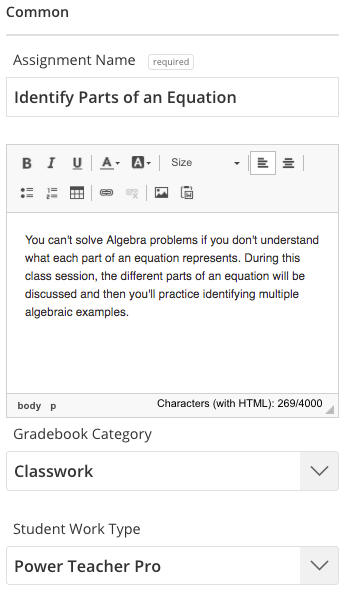 Common
Assignment Name required
Identify Parts of an Equation
B I U A A Size
You can't solve Algebra problems if you don't understand
what each part of an equation represents. During this
class session, the different parts of an equation will be
discussed and then you'll practice identifying multiple
algebraic examples.
body p Characters (with HTML): 269/4000
Gradebook Category
Classwork
Student Work Type
Power Teacher Pro